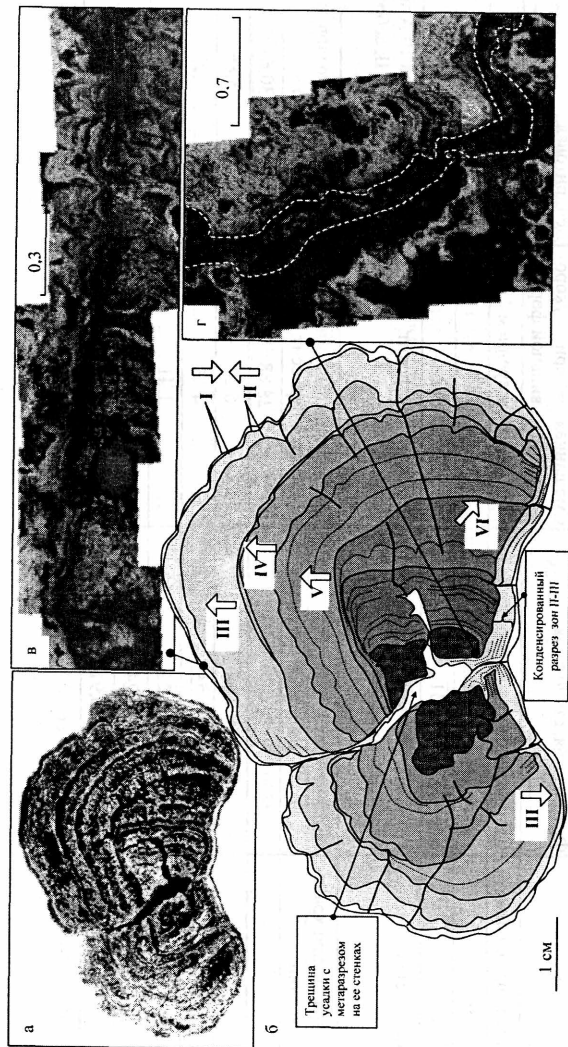 а
б
в
г
0.3
0.7
I
II
III
IV
V
VI
III
Трещина
усадки с
метаразрезом
на ее стенках
Конденсированный
разрез зон II-III
1 см